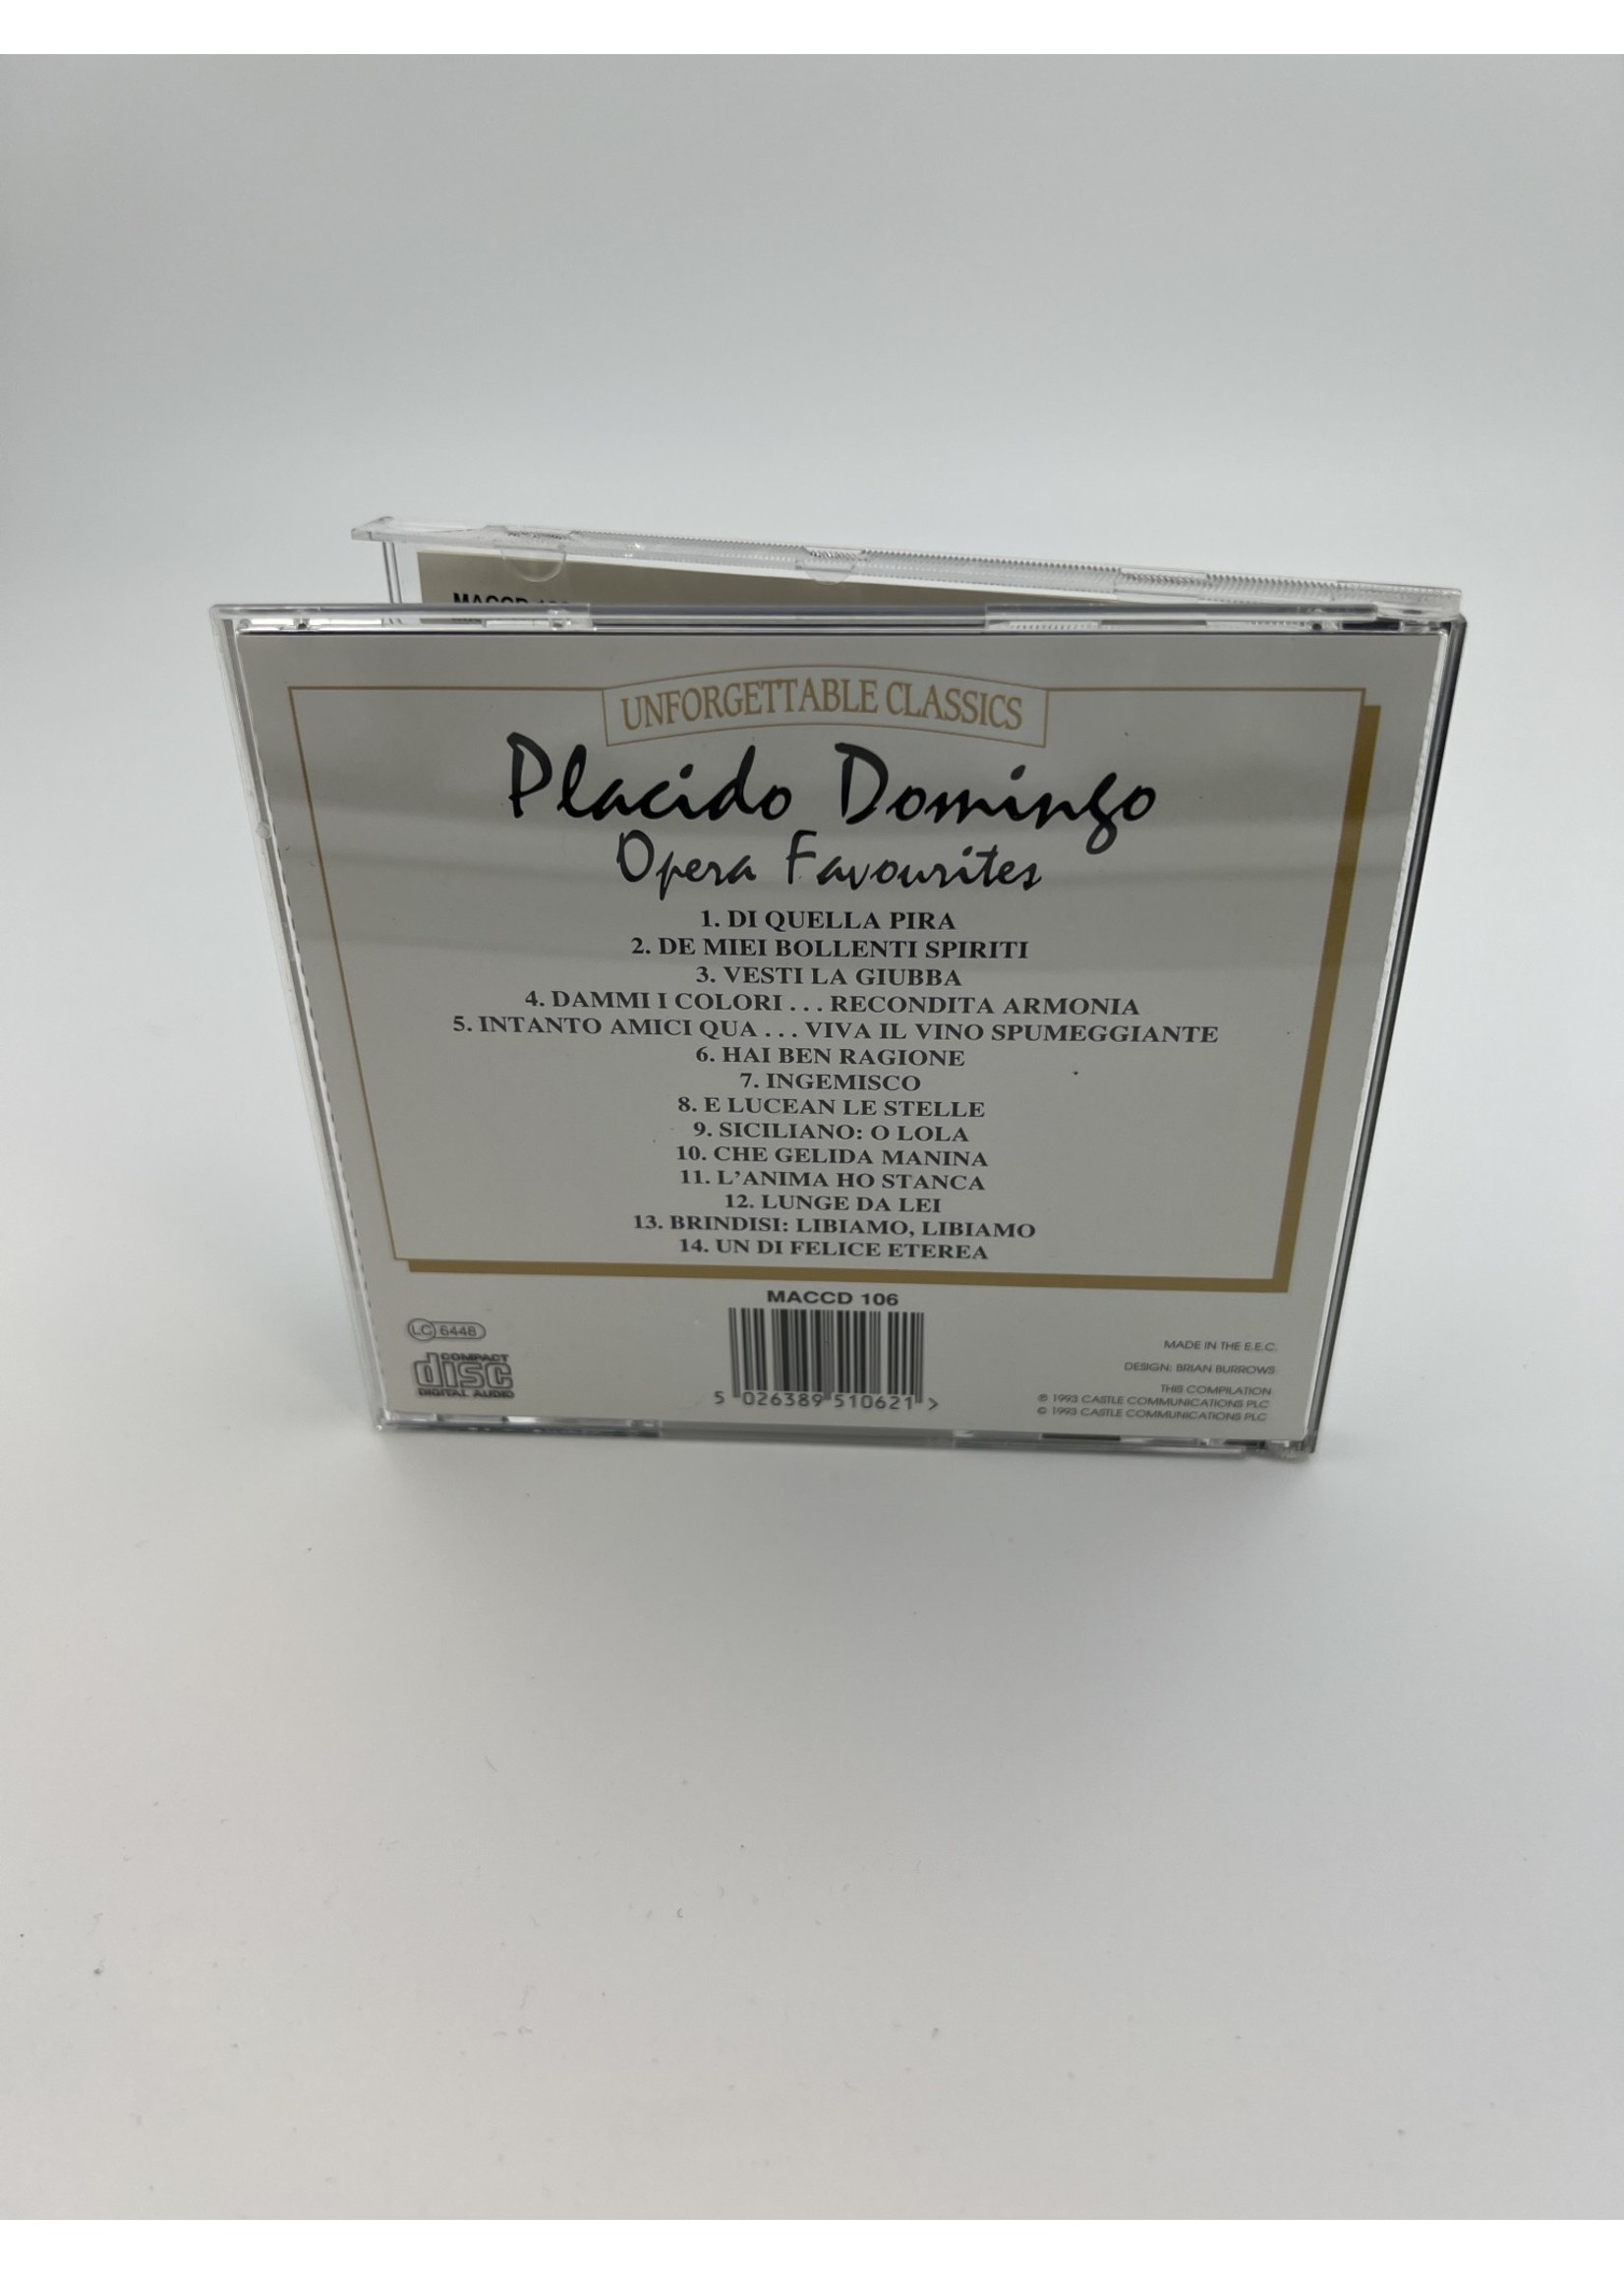 UNFORGETTABLE CLASSICS
Placido Domingo
Opera Favourites
1. DI QUELLA PIRA
2. DE MIEI BOLLENTI SPIRITI
3. VESTI LA GIUBBA
4. DAMMI I COLORI . . . RECONDITA ARMONIA
5. INTANTO AMICI QUA . . . VIVA IL VINO SPUMEGGIANTE
6. HAI BEN RAGIONE
7. INGEMISCO
8. E LUCEAN LE STELLE
9. SICILIANO: O LOLA
10. CHE GELIDA MANINA
11. L'ANIMA HO STANCA
12. LUNGE DA LEI
13. BRINDISI: LIBIAMO, LIBIAMO
14. UN DI FELICE ETEREA
MACCD 106
5 026389 510621 >
LC 6448
COMPACT
disc
DIGITAL AUDIO
MADE IN THE E.E.C.
DESIGN: BRIAN BURROWS
THIS COMPILATION
℗ 1993 CASTLE COMMUNICATIONS PLC
© 1993 CASTLE COMMUNICATIONS PLC